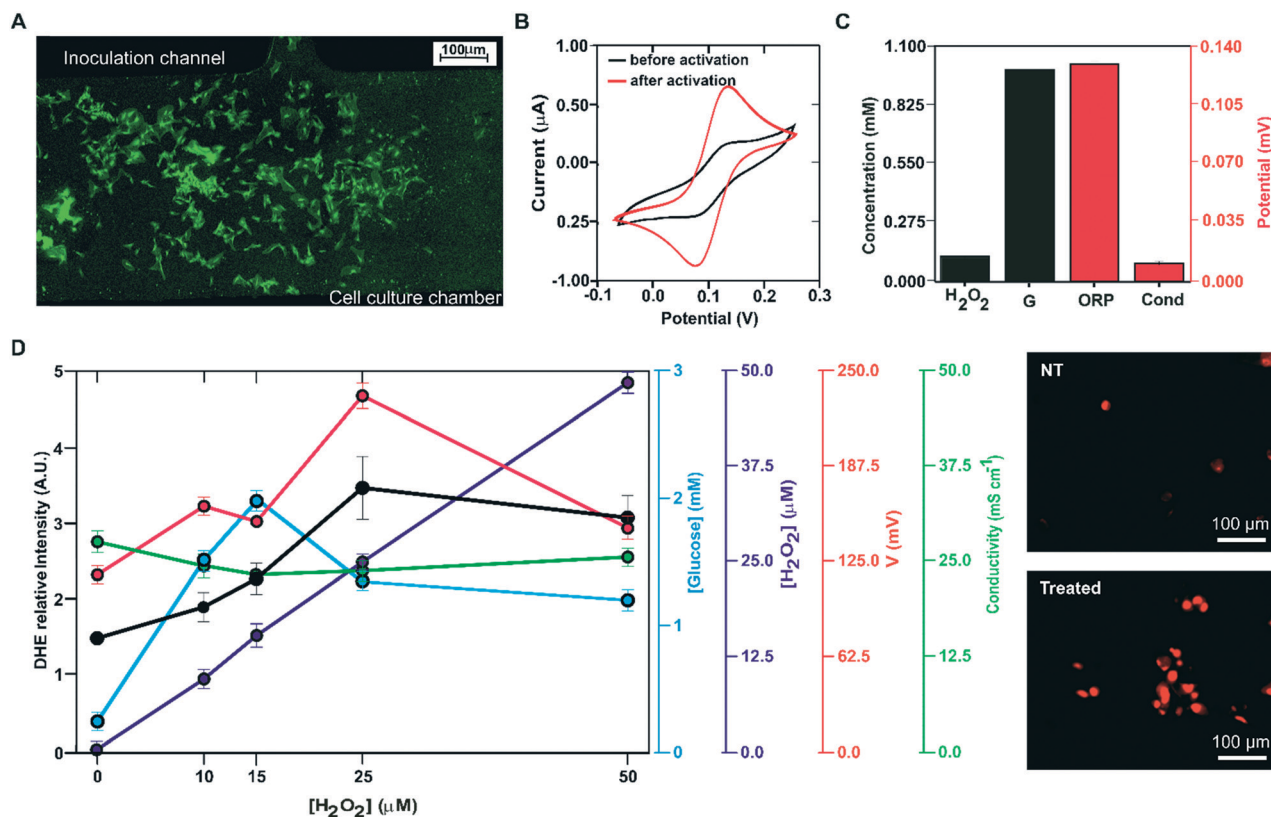 A
Inoculation channel
100μm
Cell culture chamber
B
1.00
0.50
0.00
0.25
-1.00
Current (μA)
before activation
after activation
-0.1
0.0
0.1
0.2
0.3
Potential (V)
C
1.100
0.825
0.550
0.275
0.000
Concentration (mM)
H₂O₂
G
ORP
Cond
0.140
0.105
0.070
0.035
0.000
Potential (mV)
D
5
4
3
2
1
0
DHE relative Intensity (A.U.)
0
10
15
25
50
[H₂O₂] (μM)
3
2
1
0
[Glucose] (mM)
50.0
37.5
25.0
12.5
0.0
[H₂O₂] (μM)
250.0
187.5
125.0
62.5
0.0
V (mV)
50.0
37.5
25.0
12.5
0.0
Conductivity (mS cm⁻¹)
NT
100 μm
Treated
100 μm